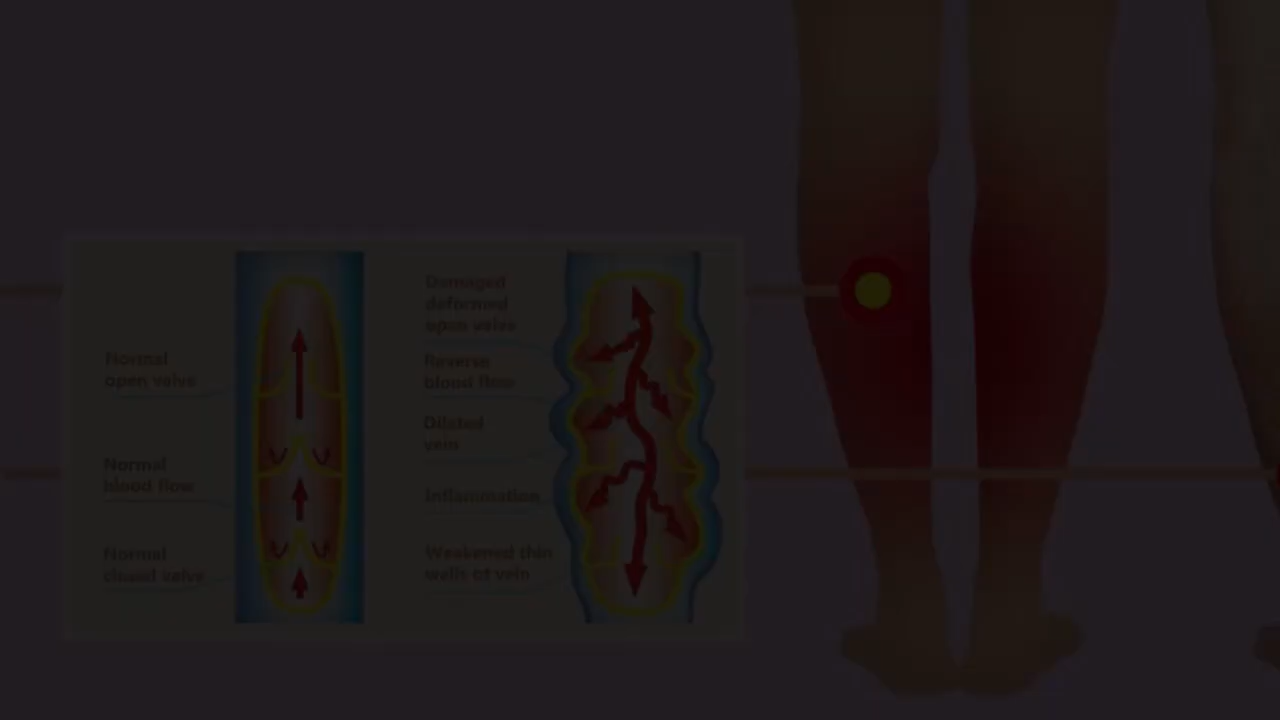 Normal
open valve
Normal
blood flow
Normal
closed valve
Damaged
deformed
open valve
Reverse
blood flow
Dilated
vein
Inflammation
Weakened thin
walls of vein